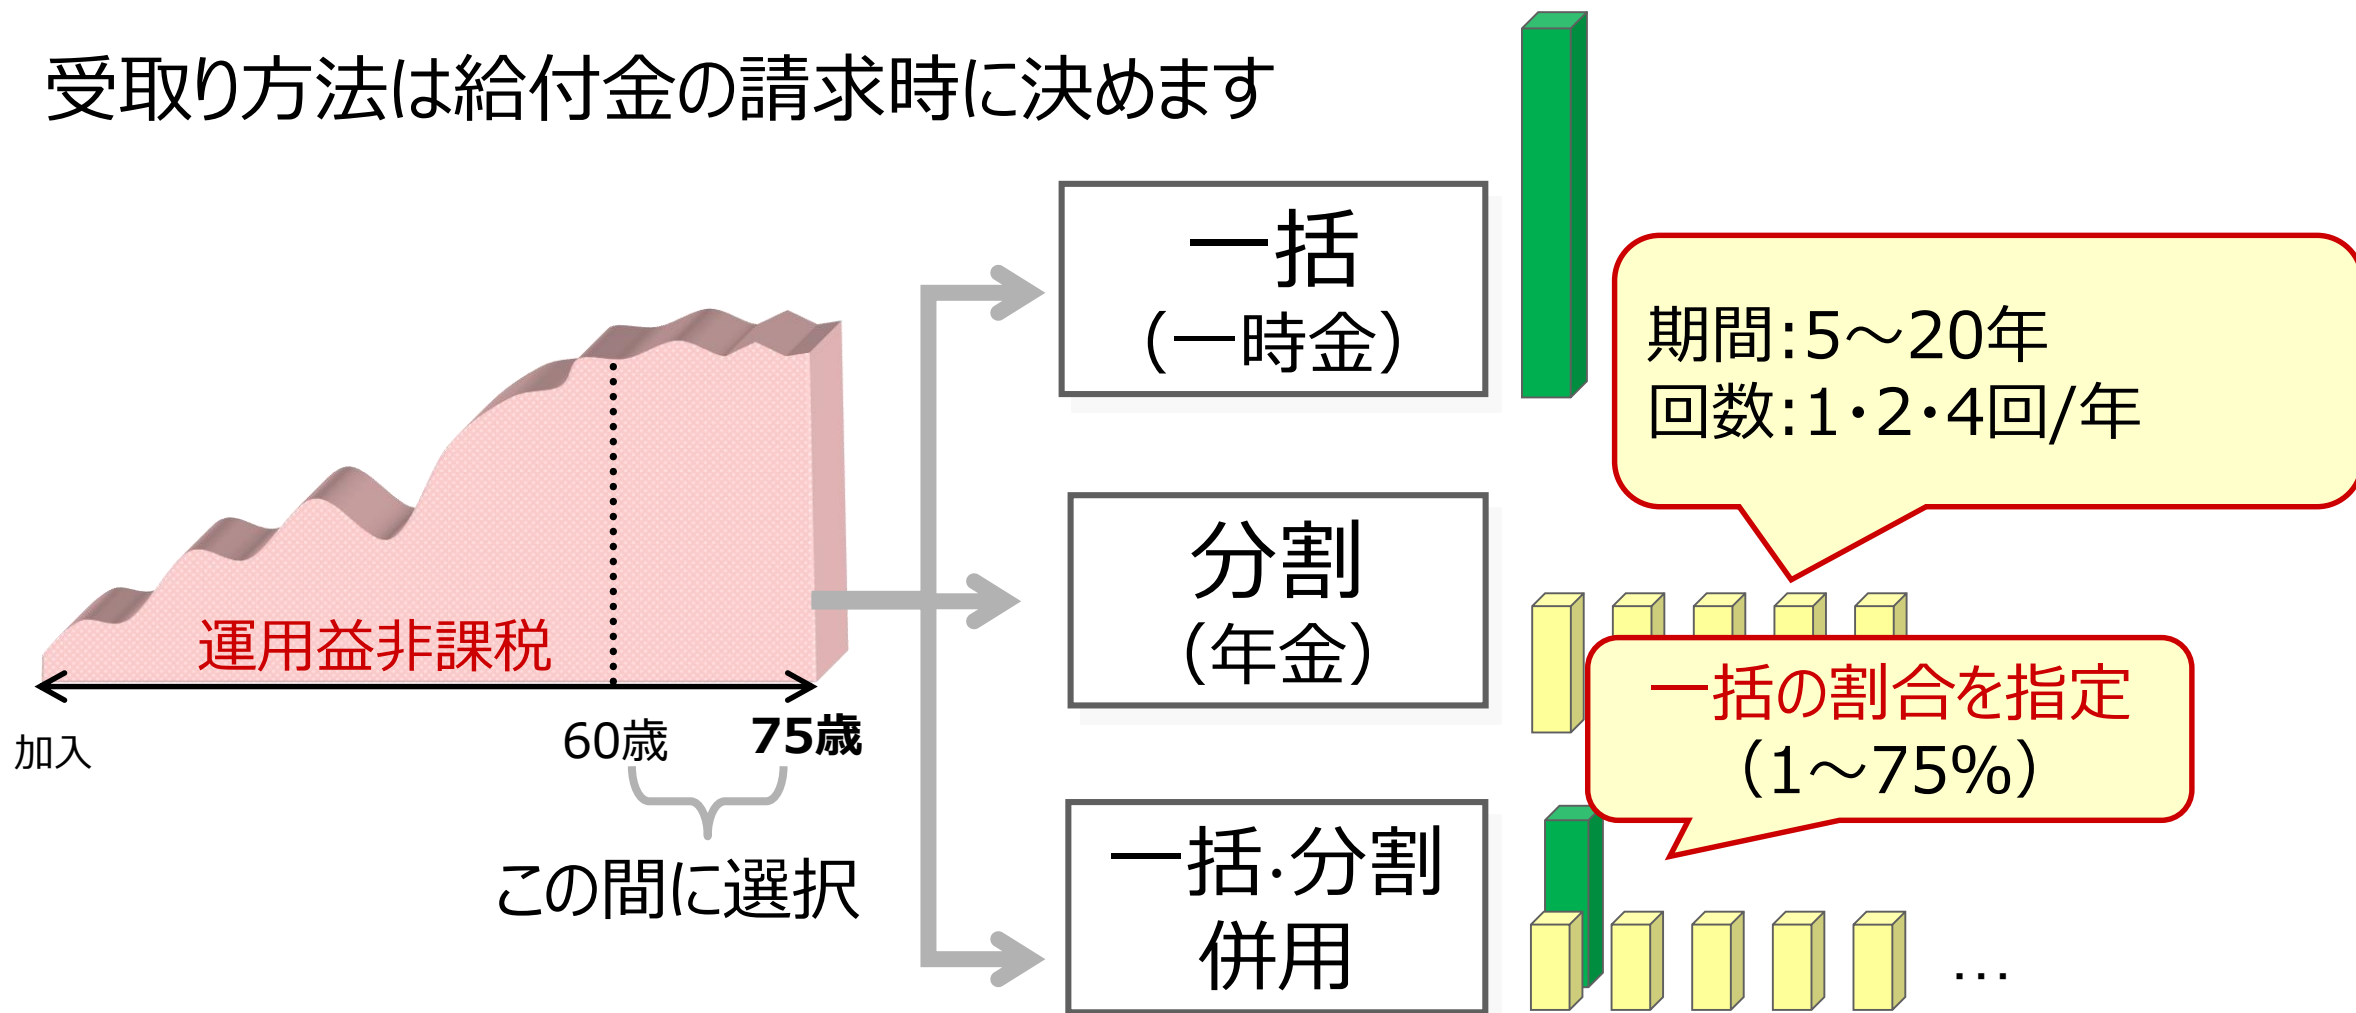 受取り方法は給付金の請求時に決めます
一括
（一時金）
期間:5～20年
回数:1・2・4回/年
分割
（年金）
運用益非課税
一括の割合を指定
（1～75%）
加入
60歳
75歳
この間に選択
一括・分割
併用
…